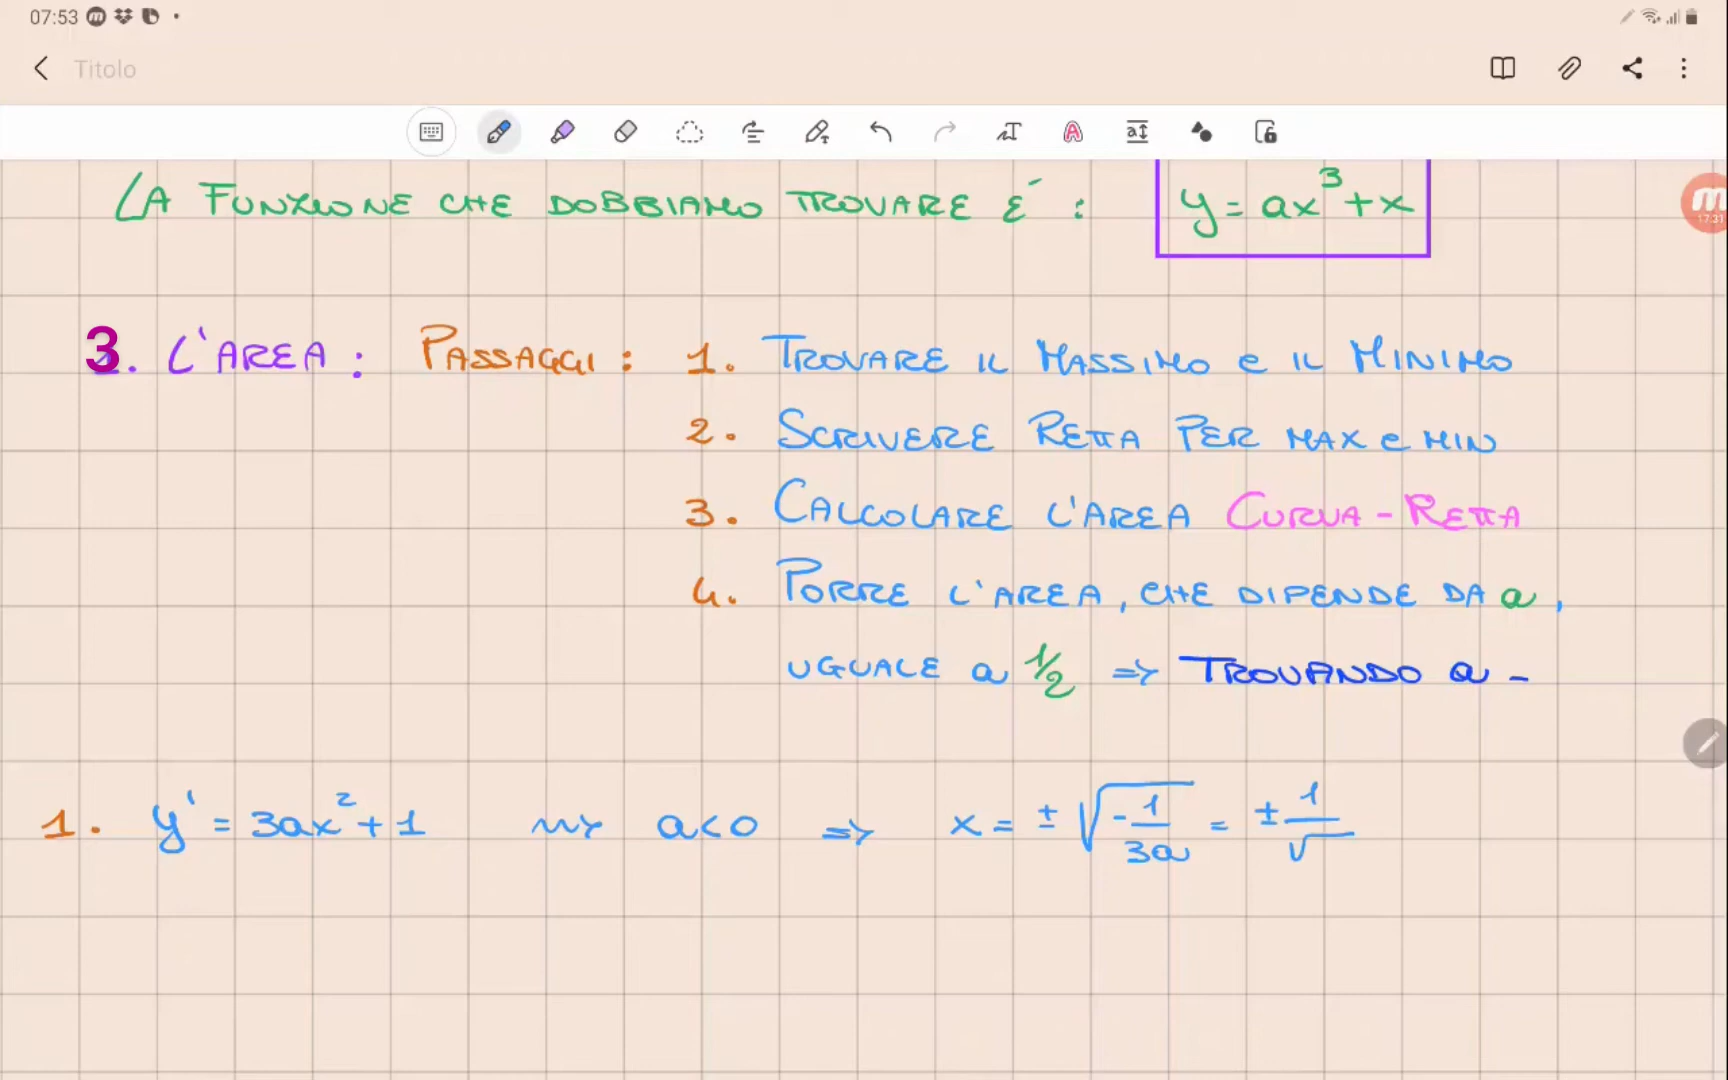 07:53
Titolo
LA FUNZIONE CHE DOBBIAMO TROVARE È : y = ax³ + x
17:31
3. L'AREA : PASSAGGI : 1. TROVARE IL MASSIMO e IL MINIMO
2. SCRIVERE RETTA PER MAX e MIN
3. CALCOLARE L'AREA CURVA - RETTA
4. PORRE L'AREA, CHE DIPENDE DA a,
UGUALE a 1/2 => TROVANDO a -
1. y' = 3ax² + 1 a<0 => x = ± √(-1/3a) = ± 1/√